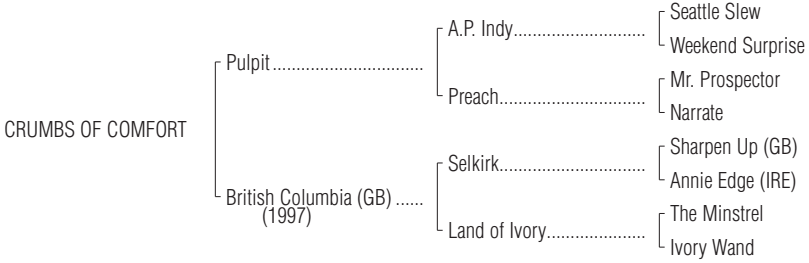 Seattle Slew
A.P. Indy............................
Weekend Surprise
Pulpit................................
Mr. Prospector
Preach...............................
Narrate
CRUMBS OF COMFORT
Sharpen Up (GB)
Selkirk...............................
Annie Edge (IRE)
British Columbia (GB) ......
(1997)
The Minstrel
Land of Ivory.....................
Ivory Wand